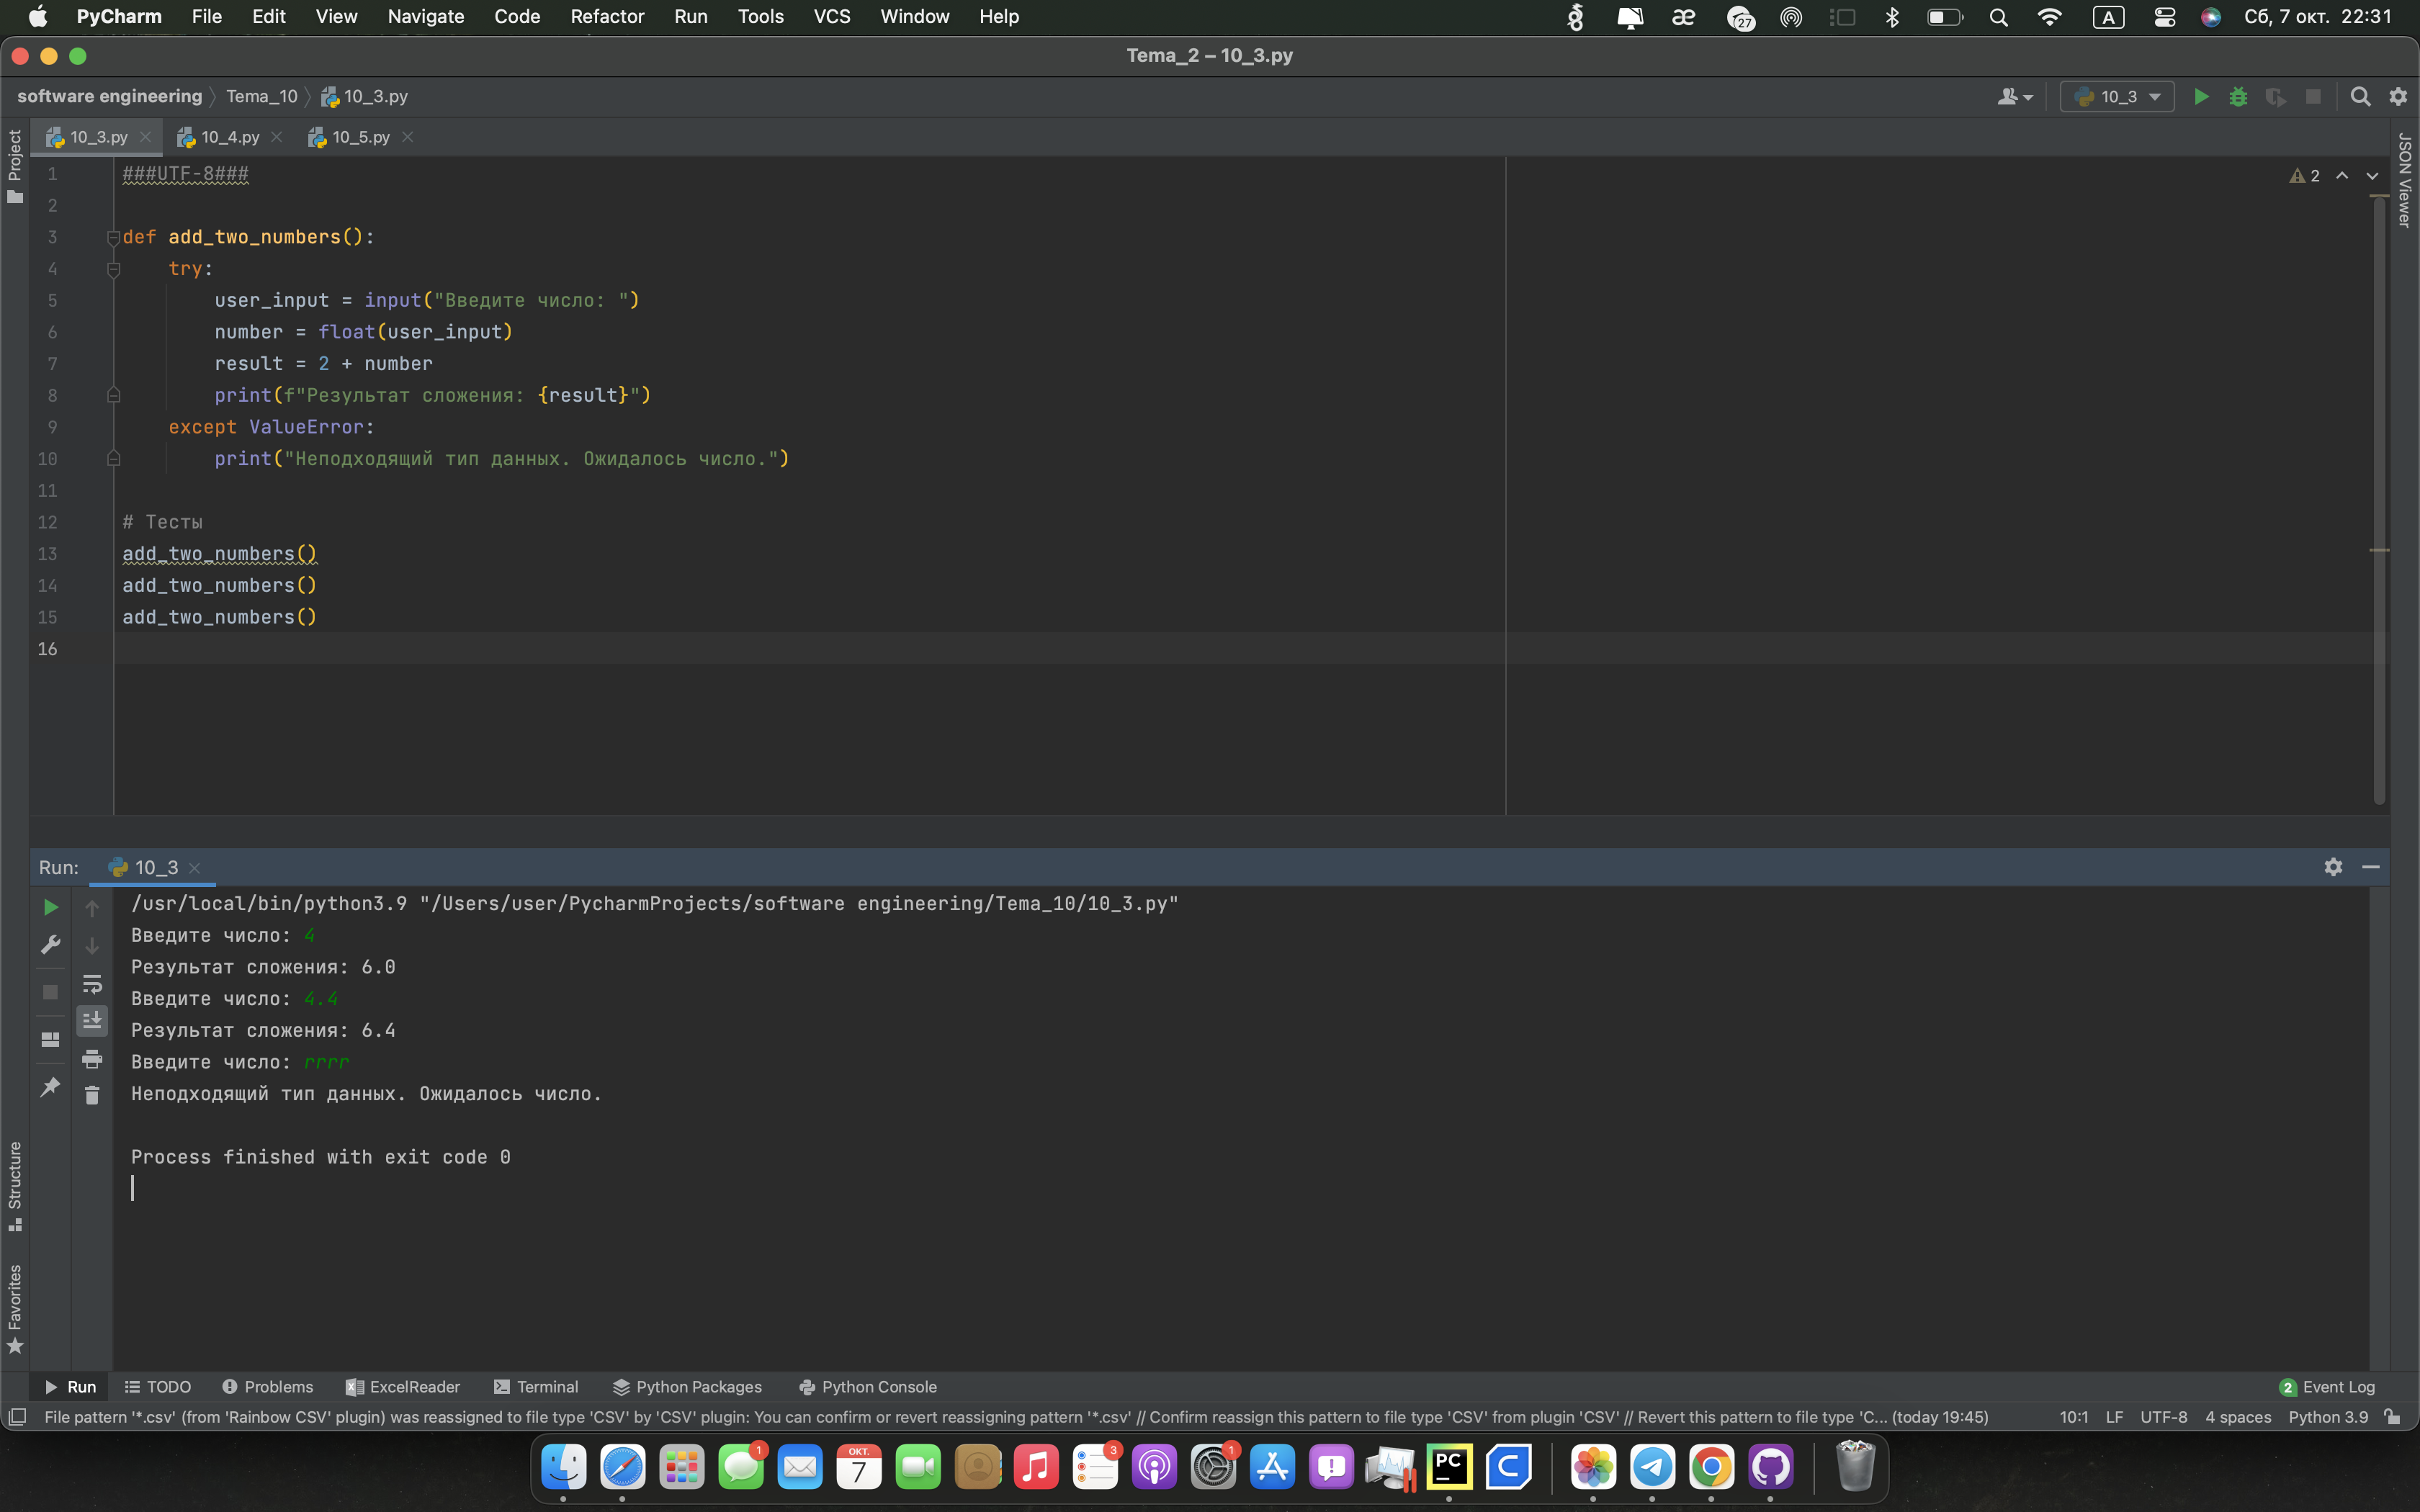 PyCharm File Edit View Navigate Code Refactor Run Tools VCS Window Help 27 A Сб, 7 окт. 22:31
Tema_2 – 10_3.py
software engineering Tema_10 10_3.py 10_3
10_3.py 10_4.py 10_5.py
Project
JSON Viewer
2
1 ###UTF-8###
2
3 def add_two_numbers():
4     try:
5         user_input = input("Введите число: ")
6         number = float(user_input)
7         result = 2 + number
8         print(f"Результат сложения: {result}")
9     except ValueError:
10         print("Неподходящий тип данных. Ожидалось число.")
11
12 # Тесты
13 add_two_numbers()
14 add_two_numbers()
15 add_two_numbers()
16
Run: 10_3
/usr/local/bin/python3.9 "/Users/user/PycharmProjects/software engineering/Tema_10/10_3.py"
Введите число: 4
Результат сложения: 6.0
Введите число: 4.4
Результат сложения: 6.4
Введите число: rrrr
Неподходящий тип данных. Ожидалось число.
Process finished with exit code 0
Structure
Favorites
Run TODO Problems ExcelReader Terminal Python Packages Python Console 2 Event Log
File pattern '*.csv' (from 'Rainbow CSV' plugin) was reassigned to file type 'CSV' by 'CSV' plugin: You can confirm or revert reassigning pattern '*.csv' // Confirm reassign this pattern to file type 'CSV' from plugin 'CSV' // Revert this pattern to file type 'C... (today 19:45) 10:1 LF UTF-8 4 spaces Python 3.9
1 ОКТ. 7 3 1 PC C